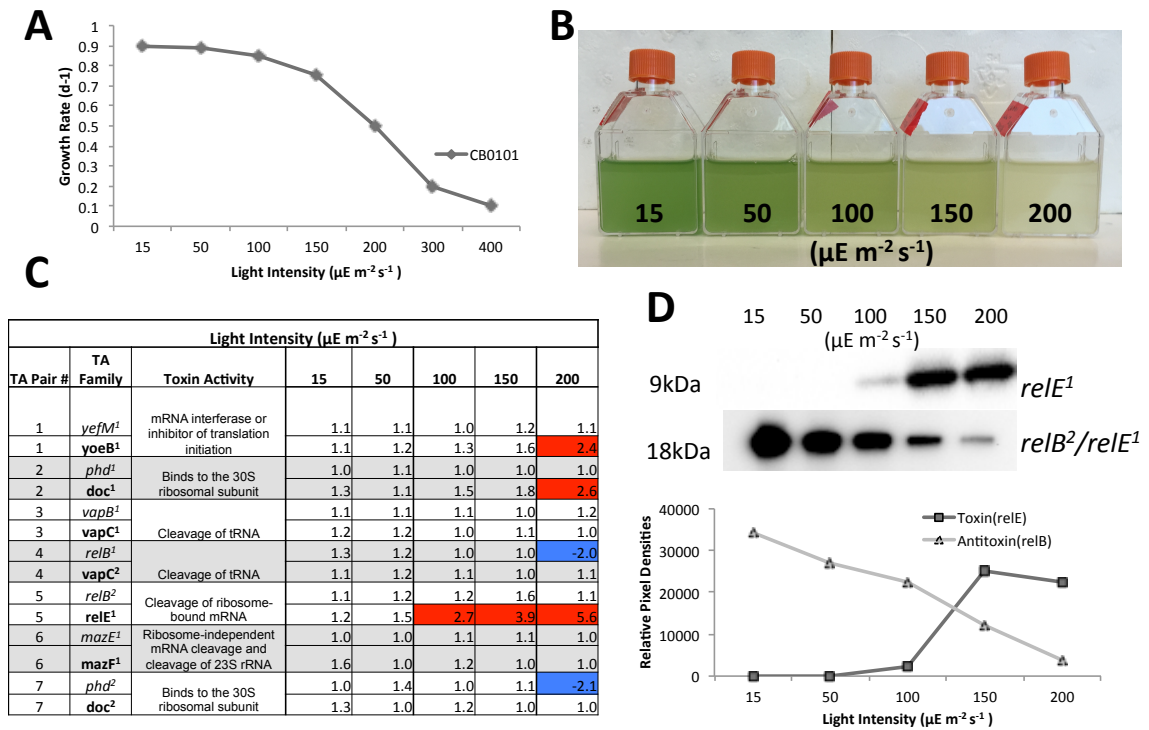 A
1
0.9
0.8
0.7
0.6
0.5
0.4
0.3
0.2
0.1
0
Growth Rate (d-1)
CB0101
15 50 100 150 200 300 400
Light Intensity (µE m-2 s-1 )
B
15 50 100 150 200
(µE m-2 s-1)
C
Light Intensity (µE m-2 s-1 )
TA Pair # TA Family Toxin Activity 15 50 100 150 200
1 yefM1 mRNA interferase or inhibitor of translation initiation 1.1 1.1 1.0 1.2 1.1
1 yoeB1 1.1 1.2 1.3 1.6 2.4
2 phd1 Binds to the 30S ribosomal subunit 1.0 1.1 1.0 1.0 1.0
2 doc1 1.3 1.1 1.5 1.8 2.6
3 vapB1 1.1 1.1 1.1 1.0 1.2
3 vapC1 Cleavage of tRNA 1.2 1.2 1.0 1.1 1.0
4 relB1 1.3 1.2 1.0 1.0 -2.0
4 vapC2 Cleavage of tRNA 1.1 1.2 1.1 1.0 1.1
5 relB2 Cleavage of ribosome-bound mRNA 1.1 1.2 1.2 1.6 1.1
5 relE1 1.2 1.5 2.7 3.9 5.6
6 mazE1 Ribosome-independent mRNA cleavage and cleavage of 23S rRNA 1.0 1.0 1.1 1.1 1.0
6 mazF1 1.6 1.0 1.2 1.0 1.0
7 phd2 Binds to the 30S ribosomal subunit 1.0 1.4 1.0 1.1 -2.1
7 doc2 1.3 1.0 1.2 1.0 1.0
D
15 50 100 150 200
(µE m-2 s-1)
9kDa relE1
18kDa relB2/relE1
40000
30000
20000
10000
0
Relative Pixel Densities
Toxin(relE)
Antitoxin(relB)
15 50 100 150 200
Light Intensity (µE m-2 s-1 )